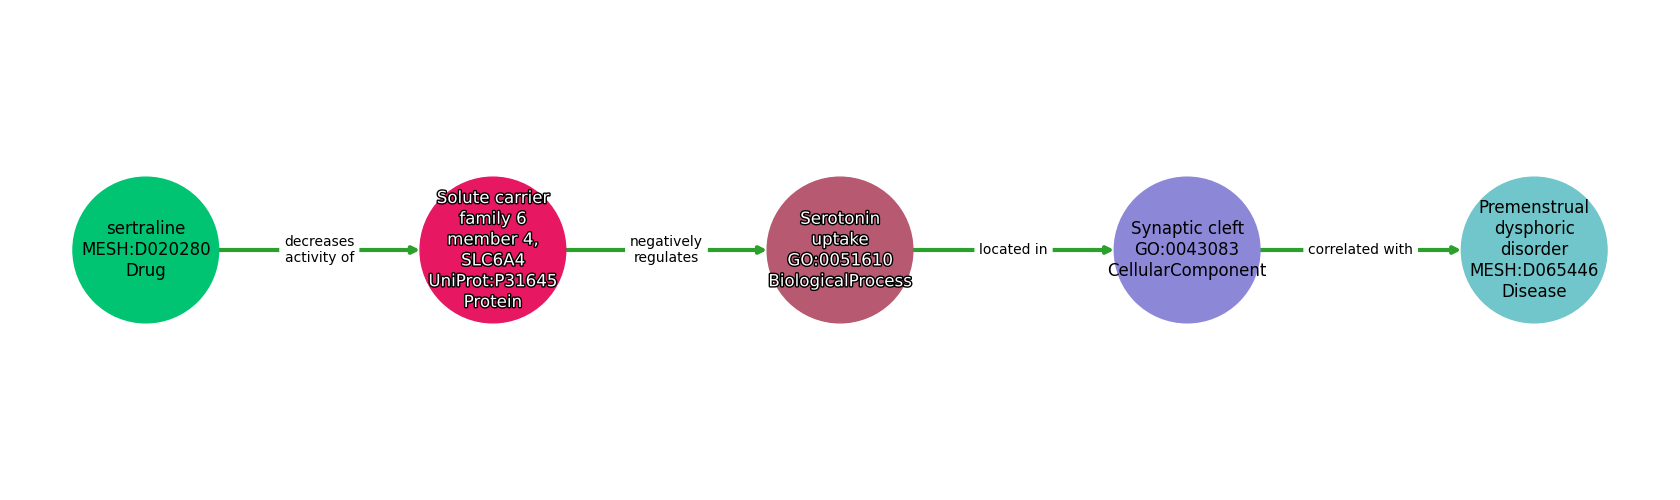 sertraline
MESH:D020280
Drug
decreases
activity of
Solute carrier
family 6
member 4,
SLC6A4
UniProt:P31645
Protein
negatively
regulates
Serotonin
uptake
GO:0051610
BiologicalProcess
located in
Synaptic cleft
GO:0043083
CellularComponent
correlated with
Premenstrual
dysphoric
disorder
MESH:D065446
Disease